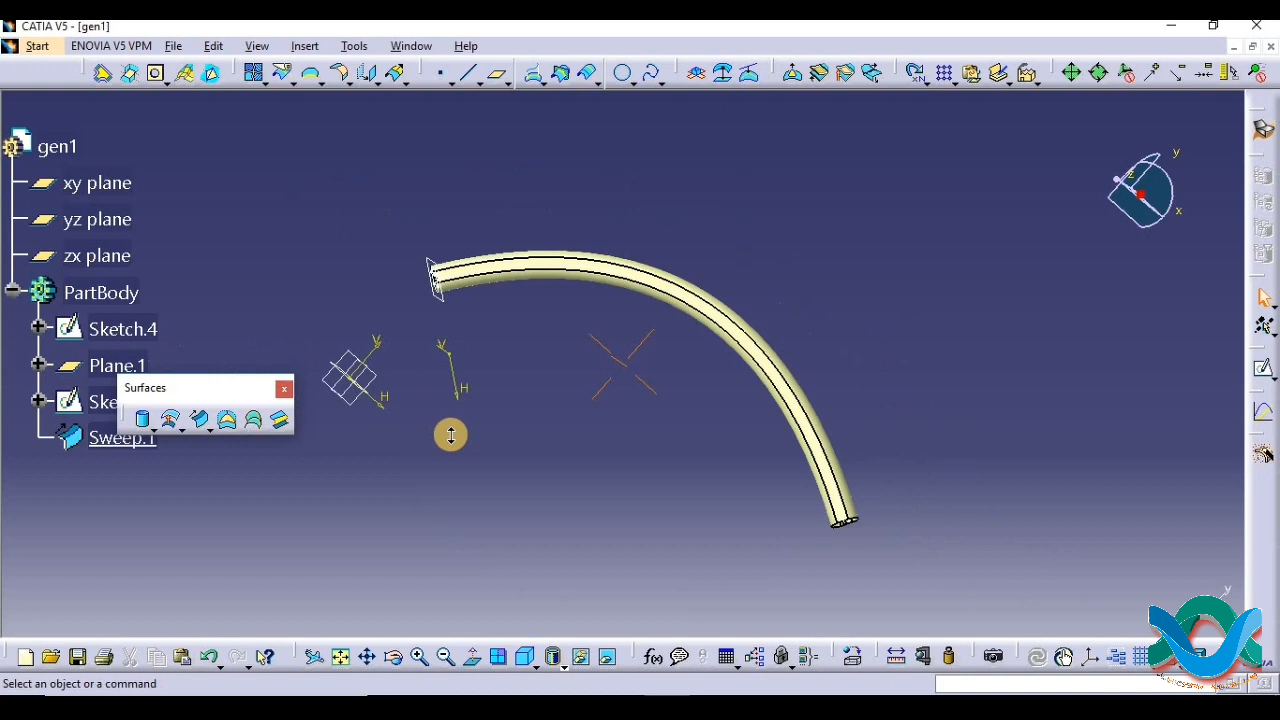 CATIA V5 - [gen1]
Start ENOVIA V5 VPM File Edit View Insert Tools Window Help
gen1
xy plane
yz plane
zx plane
PartBody
Sketch.4
Plane.1
Surfaces
Ske
Sweep.1
y
z
x
V
H
V
H
y
f(x)
Select an object or a command